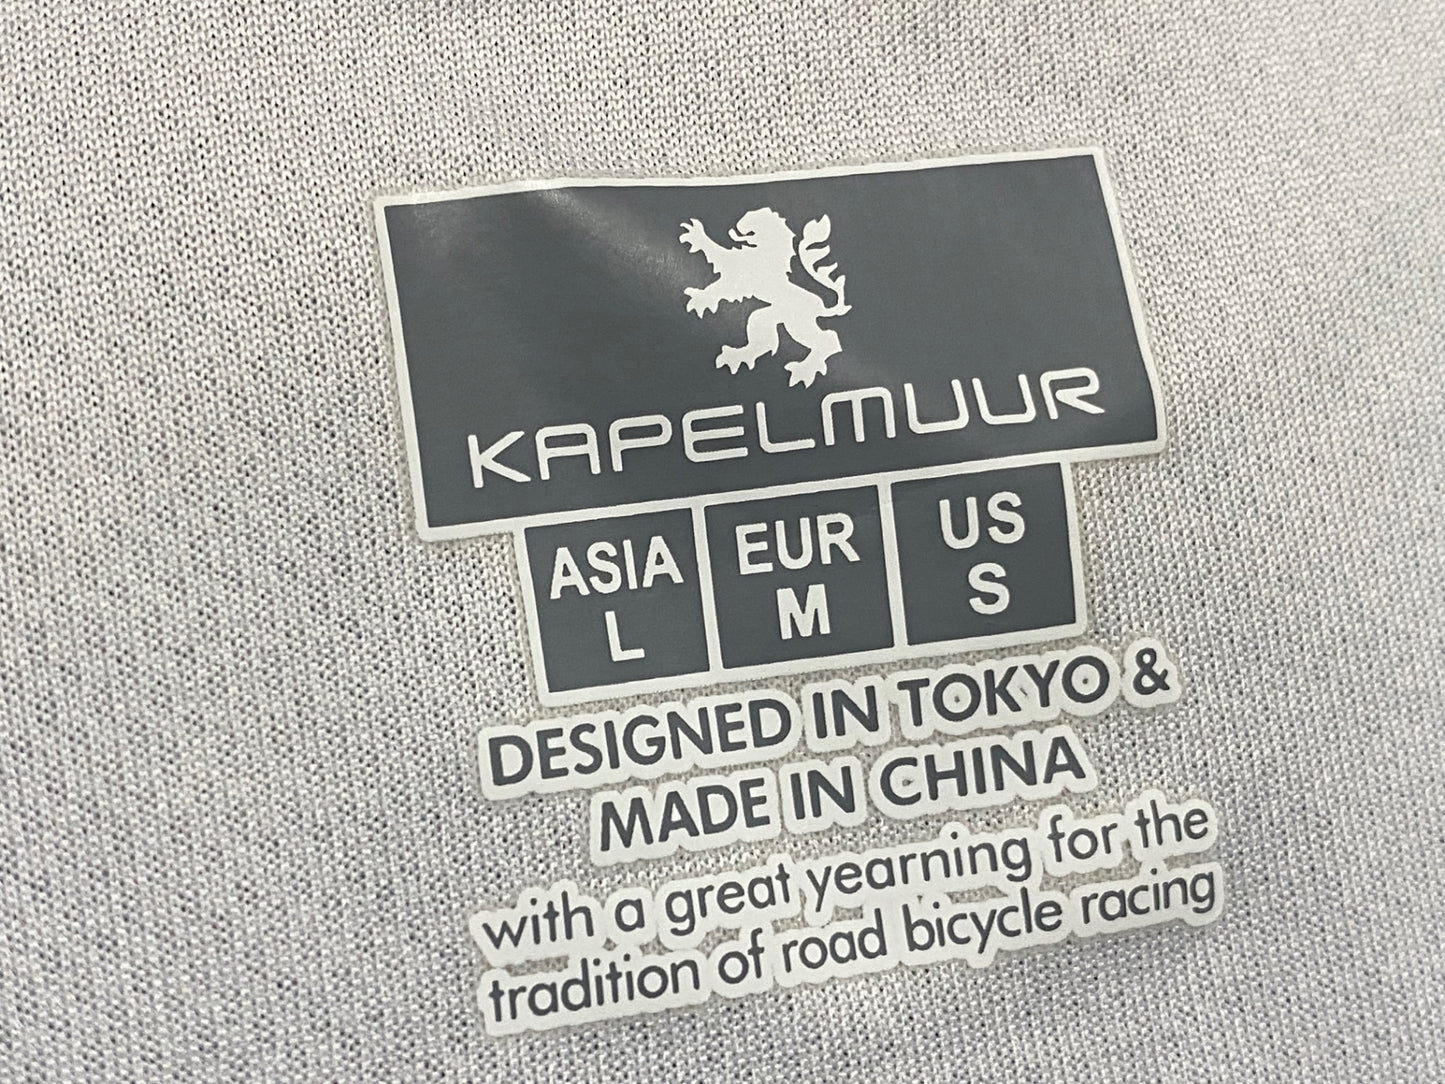 KAPELMUUR
ASIA EUR US
L M S
DESIGNED IN TOKYO &
MADE IN CHINA
with a great yearning for the
tradition of road bicycle racing